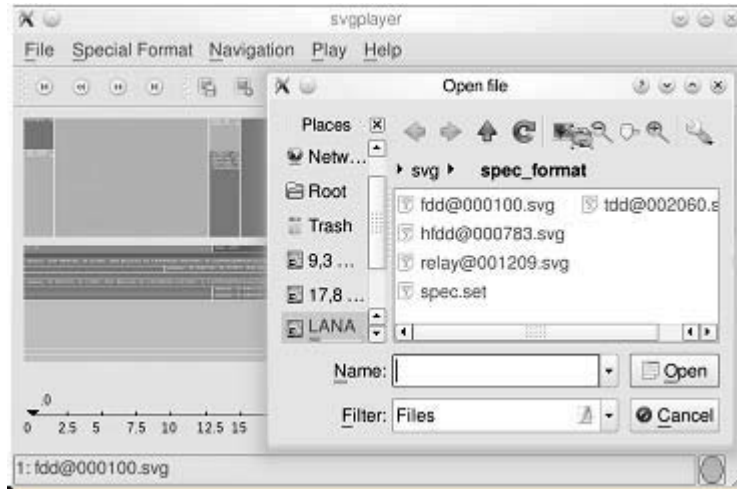 svgplayer
File Special Format Navigation Play Help
Open file
Places
Netw...
Root
Trash
9,3 ...
17,8 ...
LANA
svg spec_format
fdd@000100.svg tdd@002060.s
hfdd@000783.svg
relay@001209.svg
spec.set
Name:
Open
Filter: Files
Cancel
.0
0 2.5 5 7.5 10 12.5 15
1: fdd@000100.svg